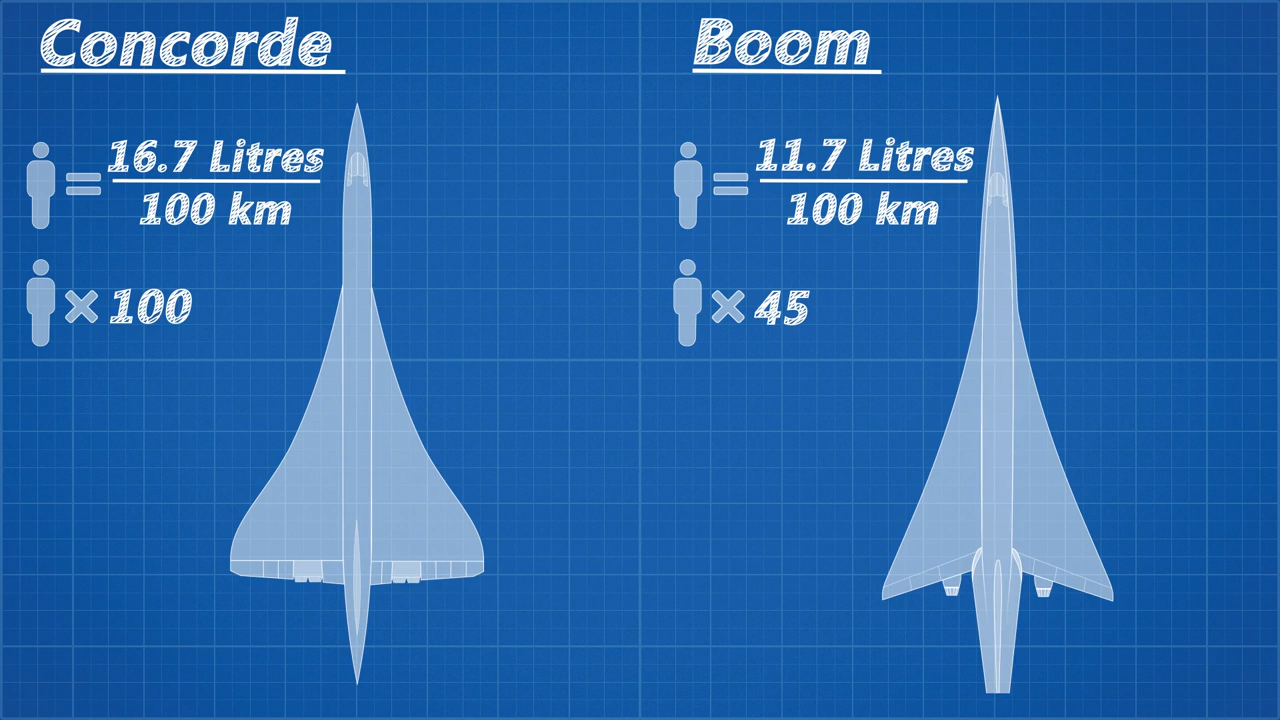 Concorde
16.7 Litres
100 km
= 
× 100
Boom
11.7 Litres
100 km
= 
× 45